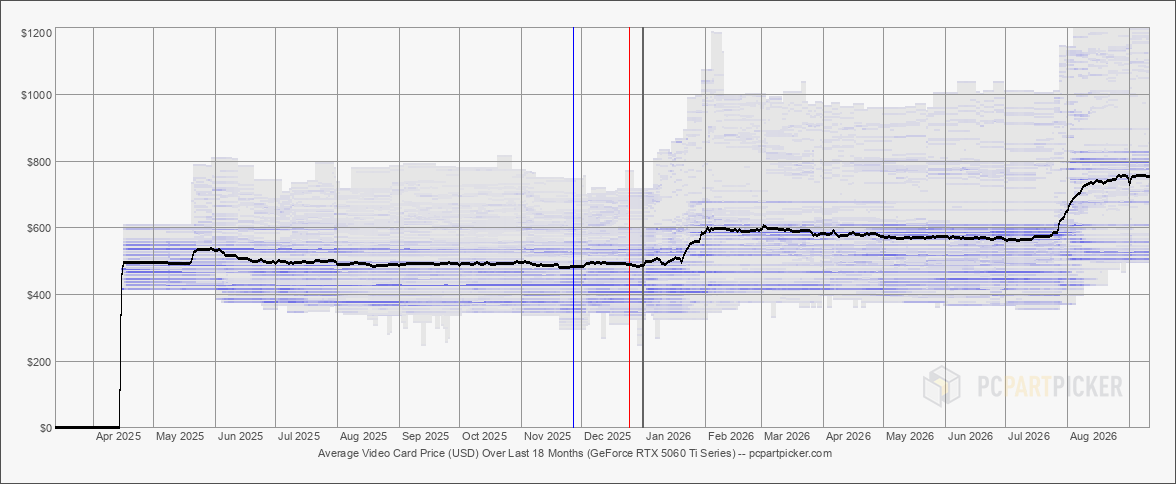 $1200
$1000
$800
$600
$400
$200
$0
Apr 2025 May 2025 Jun 2025 Jul 2025 Aug 2025 Sep 2025 Oct 2025 Nov 2025 Dec 2025 Jan 2026 Feb 2026 Mar 2026 Apr 2026 May 2026 Jun 2026 Jul 2026 Aug 2026
Average Video Card Price (USD) Over Last 18 Months (GeForce RTX 5060 Ti Series) -- pcpartpicker.com
PCPARTPICKER